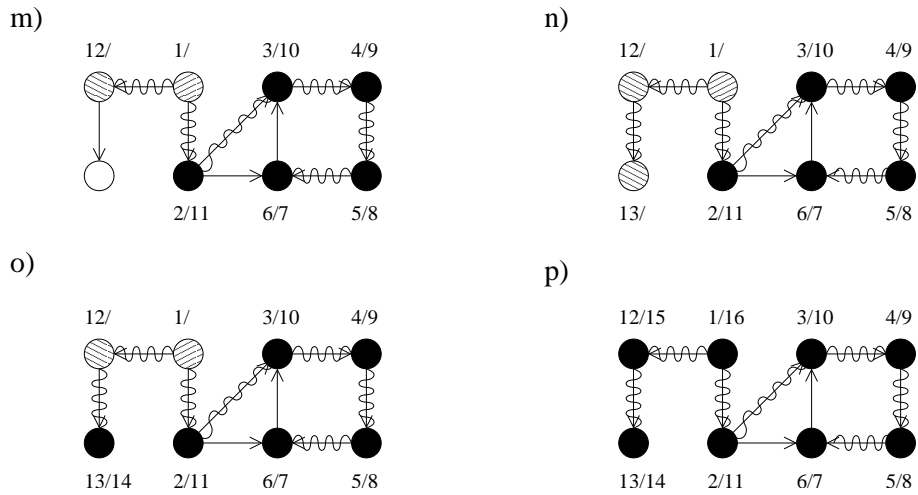 m) n)
12/ 1/ 3/10 4/9 12/ 1/ 3/10 4/9
2/11 6/7 5/8 13/ 2/11 6/7 5/8
o) p)
12/ 1/ 3/10 4/9 12/15 1/16 3/10 4/9
13/14 2/11 6/7 5/8 13/14 2/11 6/7 5/8